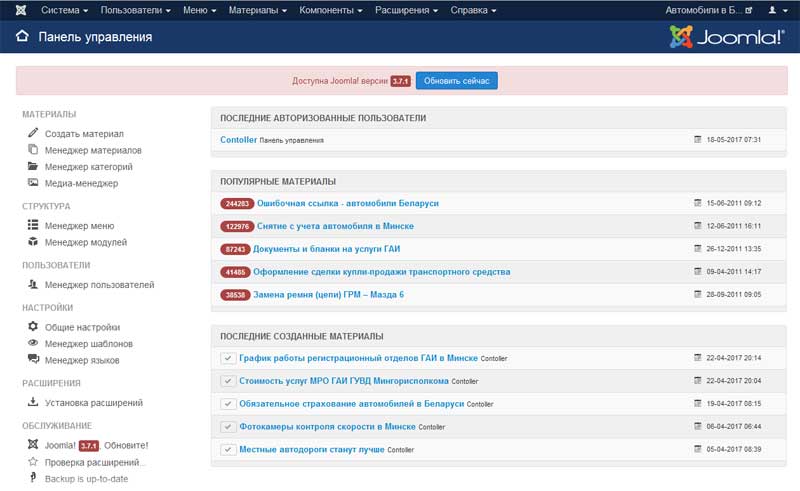 Система Пользователи Меню Материалы Компоненты Расширения Справка Автомобили в Б...
Панель управления Joomla!®
Доступна Joomla! версии 3.7.1 Обновить сейчас
МАТЕРИАЛЫ
Создать материал
Менеджер материалов
Менеджер категорий
Медиа-менеджер
СТРУКТУРА
Менеджер меню
Менеджер модулей
ПОЛЬЗОВАТЕЛИ
Менеджер пользователей
НАСТРОЙКИ
Общие настройки
Менеджер шаблонов
Менеджер языков
РАСШИРЕНИЯ
Установка расширений
ОБСЛУЖИВАНИЕ
Joomla! 3.7.1. Обновите!
Проверка расширений...
Backup is up-to-date
ПОСЛЕДНИЕ АВТОРИЗОВАННЫЕ ПОЛЬЗОВАТЕЛИ
Contoller Панель управления 18-05-2017 07:31
ПОПУЛЯРНЫЕ МАТЕРИАЛЫ
244283 Ошибочная ссылка - автомобили Беларуси 15-06-2011 09:12
122976 Снятие с учета автомобиля в Минске 12-06-2011 16:11
87243 Документы и бланки на услуги ГАИ 26-12-2011 13:35
41485 Оформление сделки купли-продажи транспортного средства 09-04-2011 14:17
38538 Замена ремня (цепи) ГРМ – Мазда 6 28-09-2011 09:05
ПОСЛЕДНИЕ СОЗДАННЫЕ МАТЕРИАЛЫ
График работы регистрационный отделов ГАИ в Минске Contoller 22-04-2017 20:14
Стоимость услуг МРО ГАИ ГУВД Мингорисполкома Contoller 22-04-2017 20:04
Обязательное страхование автомобилей в Беларуси Contoller 19-04-2017 08:15
Фотокамеры контроля скорости в Минске Contoller 06-04-2017 06:44
Местные автодороги станут лучше Contoller 05-04-2017 08:39